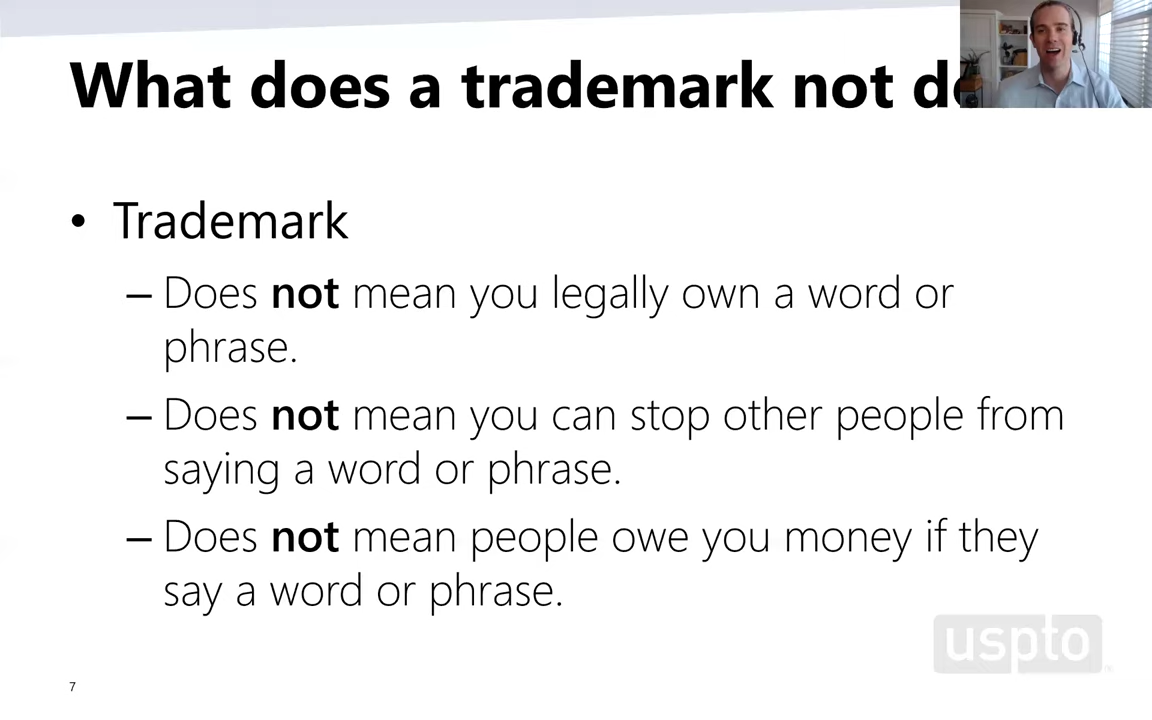 What does a trademark not
• Trademark
– Does not mean you legally own a word or
phrase.
– Does not mean you can stop other people from
saying a word or phrase.
– Does not mean people owe you money if they
say a word or phrase.
uspto
7